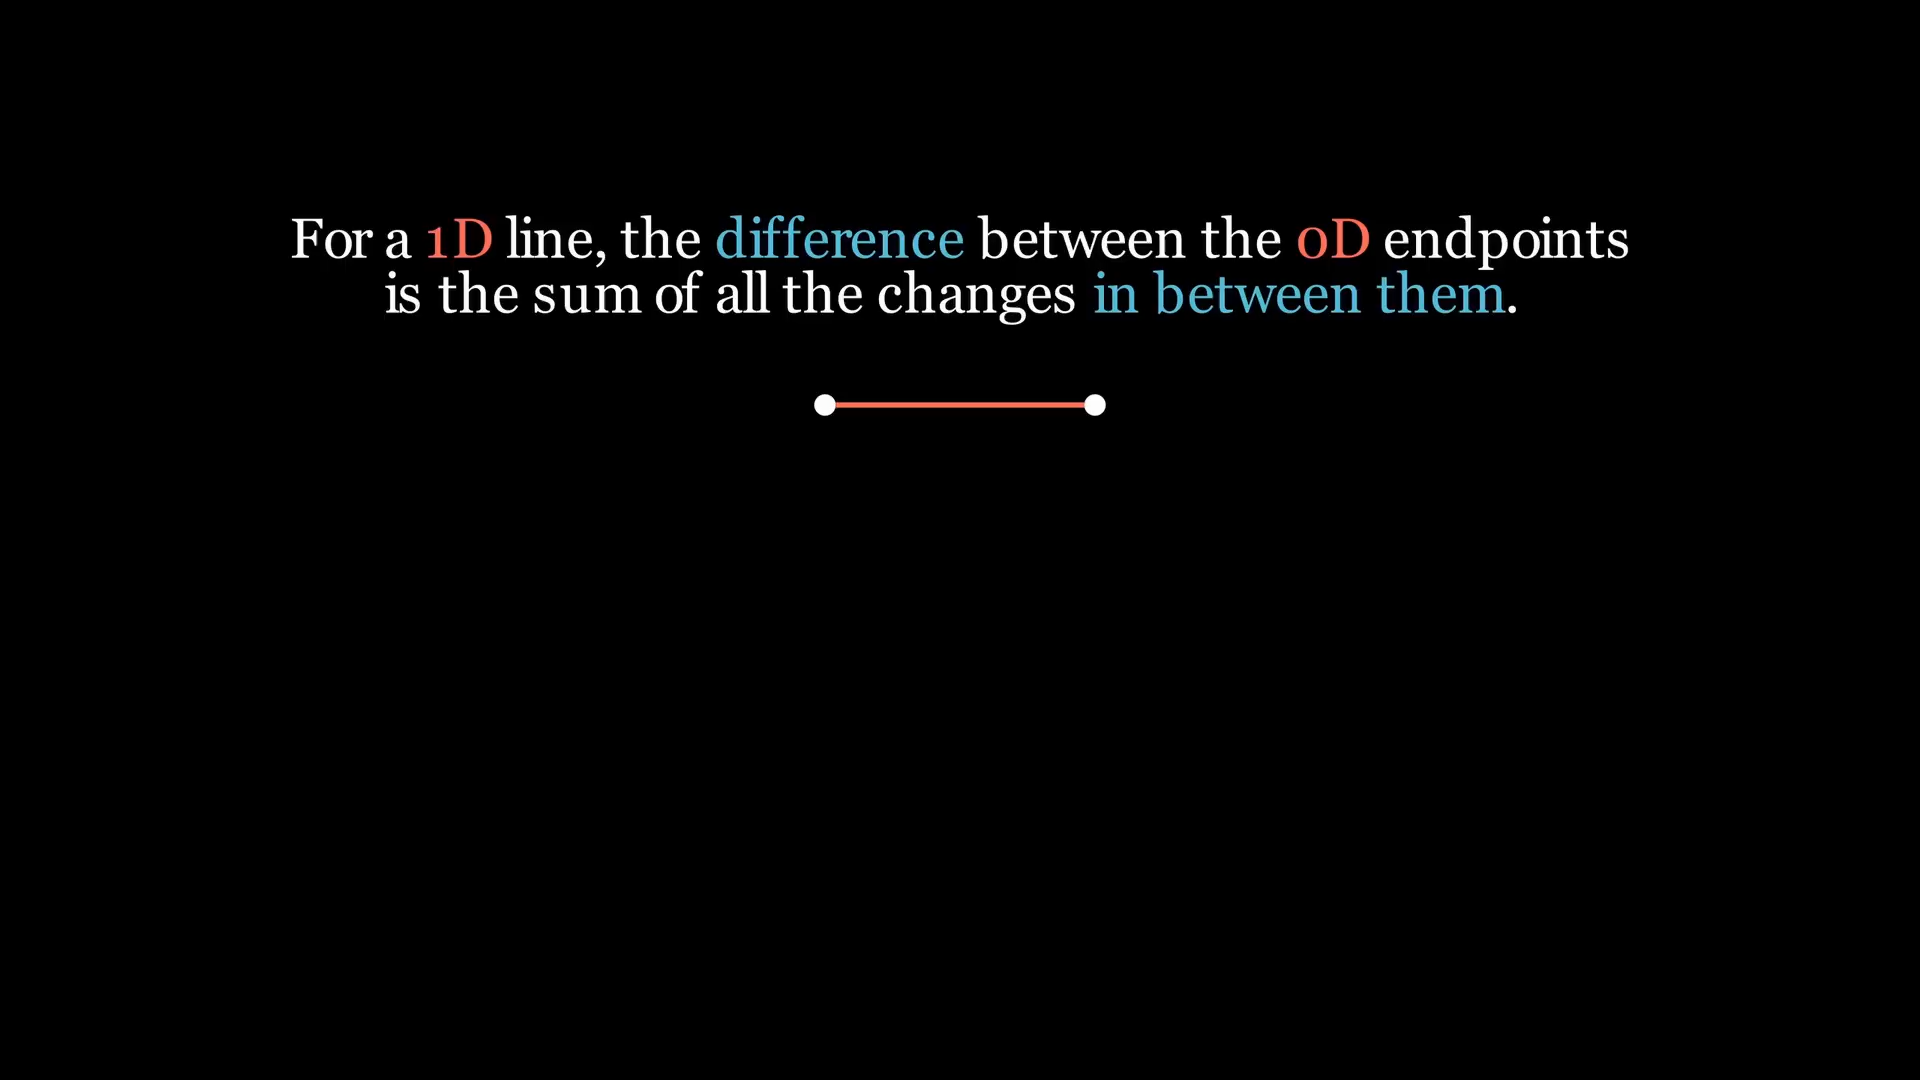 For a 1D line, the difference between the 0D endpoints
is the sum of all the changes in between them.